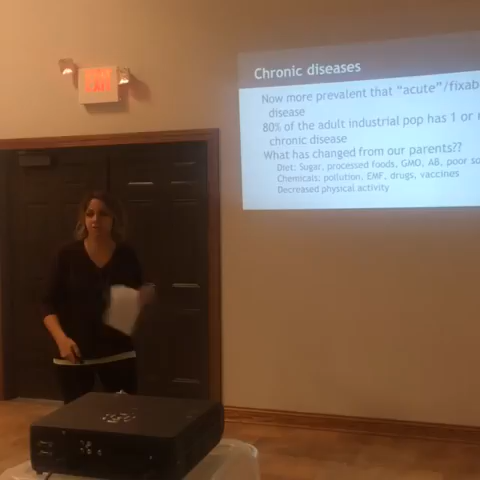 EXIT
Chronic diseases
Now more prevalent that "acute"/fixab
disease
80% of the adult industrial pop has 1 or
chronic disease
What has changed from our parents??
Diet: Sugar, processed foods, GMO, AB, poor so
Chemicals: pollution, EMF, drugs, vaccines
Decreased physical activity